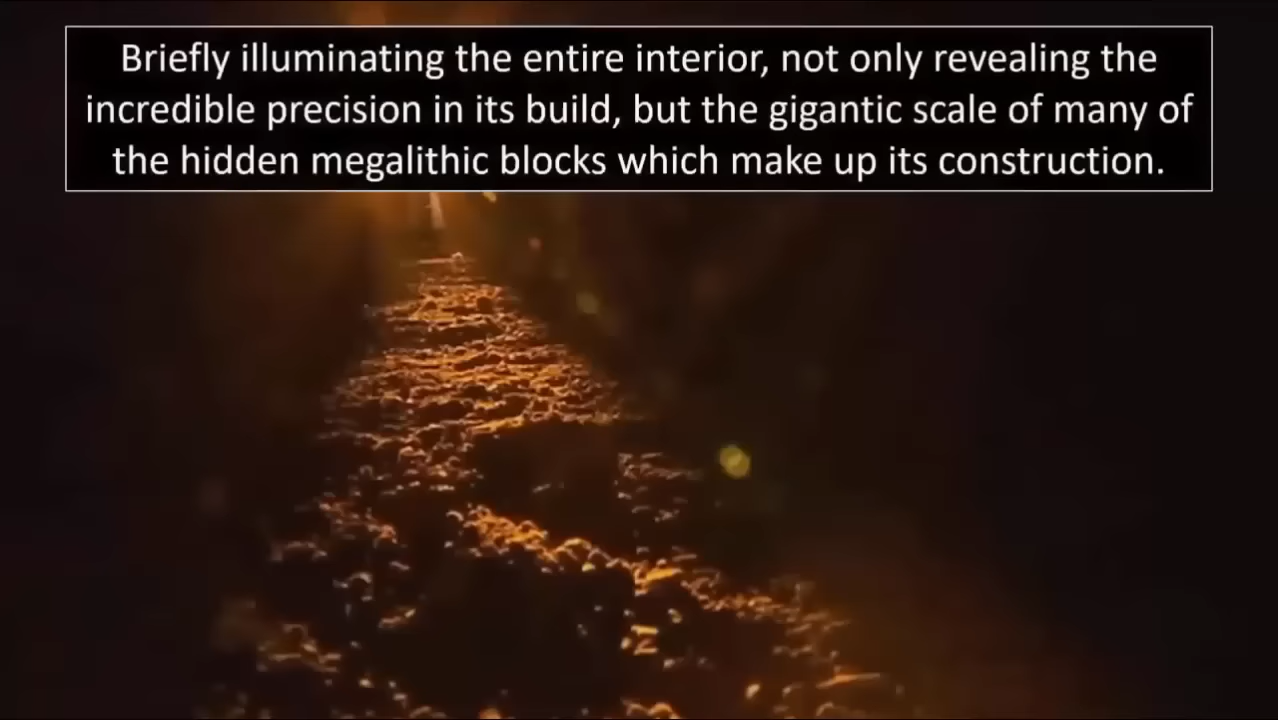 Briefly illuminating the entire interior, not only revealing the
incredible precision in its build, but the gigantic scale of many of
the hidden megalithic blocks which make up its construction.